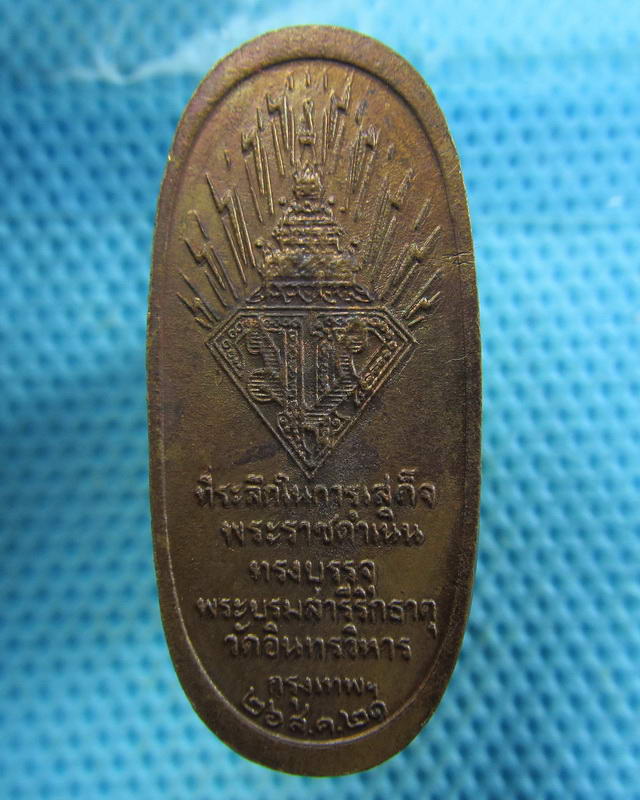 ที่ระลึกในการเสด็จ
พระราชดำเนิน
ทรงบรรจุ
พระบรมสารีริกธาตุ
วัดอินทรวิหาร
กรุงเทพฯ
๒๖ ส.ค.๒๑